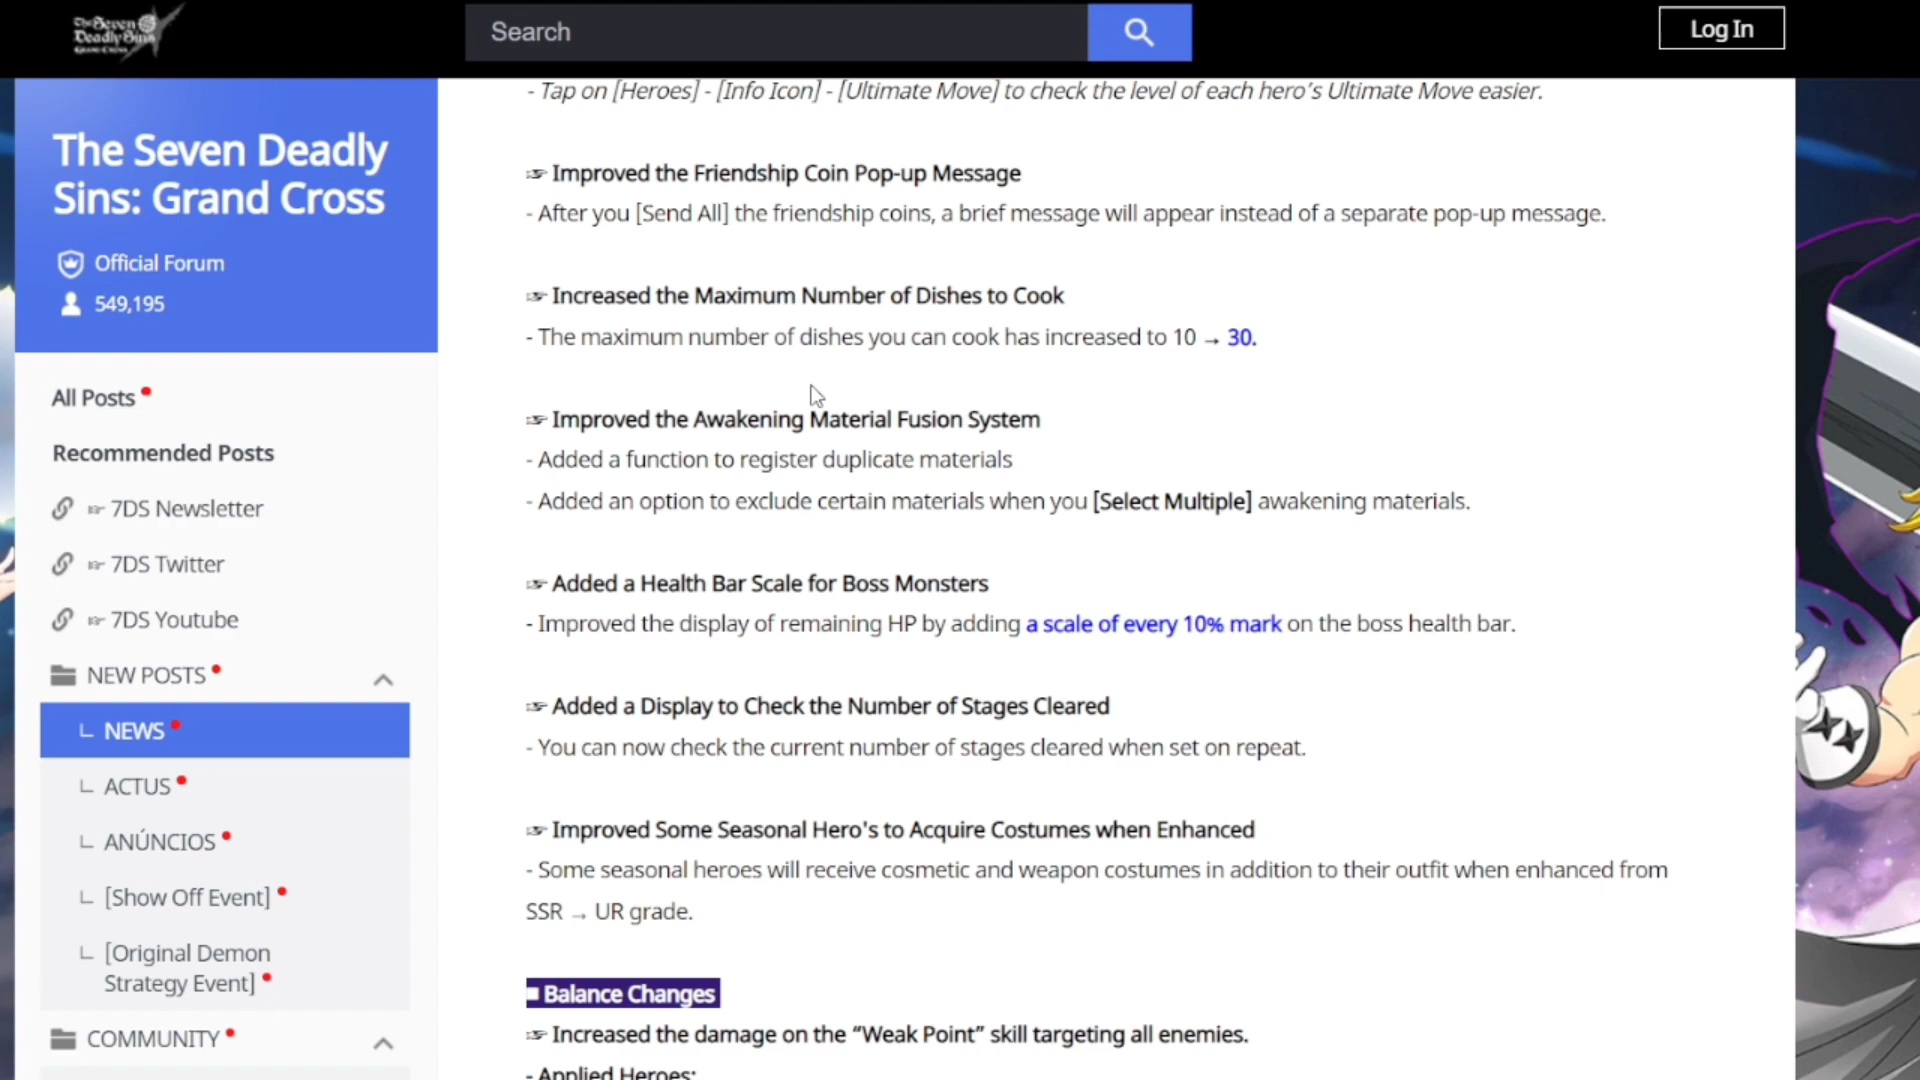 The Seven
Deadly Sins
GRAND CROSS
Search
Log In
The Seven Deadly
Sins: Grand Cross
Official Forum
549,195
All Posts
Recommended Posts
☞ 7DS Newsletter
☞ 7DS Twitter
☞ 7DS Youtube
NEW POSTS
NEWS
ACTUS
ANÚNCIOS
[Show Off Event]
[Original Demon
Strategy Event]
COMMUNITY
- Tap on [Heroes] - [Info Icon] - [Ultimate Move] to check the level of each hero's Ultimate Move easier.
☞ Improved the Friendship Coin Pop-up Message
- After you [Send All] the friendship coins, a brief message will appear instead of a separate pop-up message.
☞ Increased the Maximum Number of Dishes to Cook
- The maximum number of dishes you can cook has increased to 10 → 30.
☞ Improved the Awakening Material Fusion System
- Added a function to register duplicate materials
- Added an option to exclude certain materials when you [Select Multiple] awakening materials.
☞ Added a Health Bar Scale for Boss Monsters
- Improved the display of remaining HP by adding a scale of every 10% mark on the boss health bar.
☞ Added a Display to Check the Number of Stages Cleared
- You can now check the current number of stages cleared when set on repeat.
☞ Improved Some Seasonal Hero's to Acquire Costumes when Enhanced
- Some seasonal heroes will receive cosmetic and weapon costumes in addition to their outfit when enhanced from
SSR → UR grade.
■ Balance Changes
☞ Increased the damage on the “Weak Point” skill targeting all enemies.
- Applied Heroes: